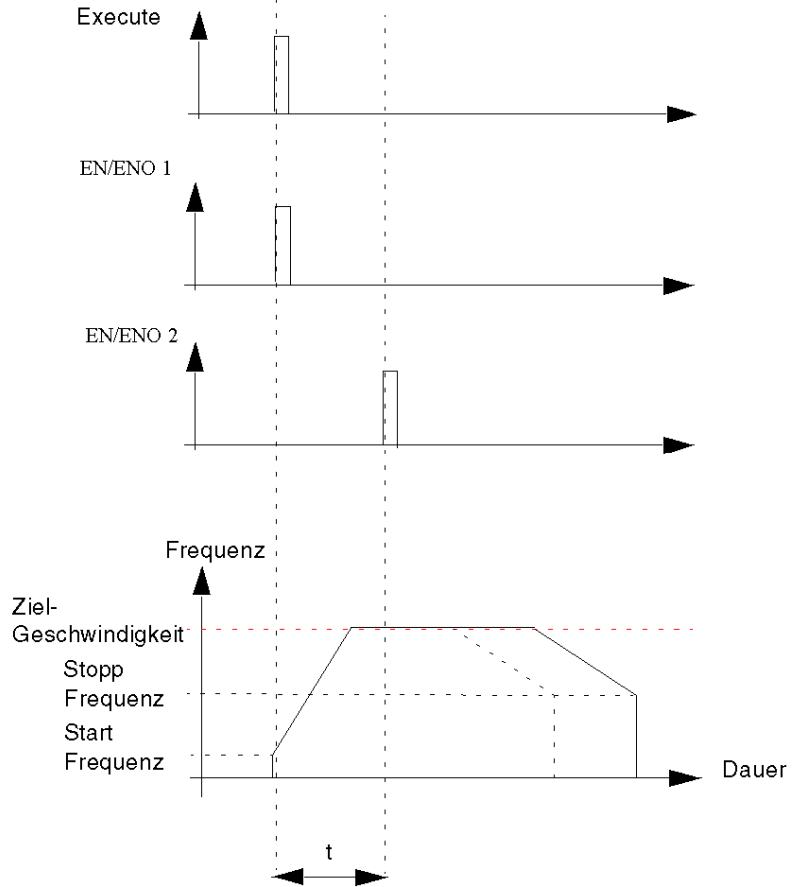 Execute
EN/ENO 1
EN/ENO 2
Frequenz
Ziel-
Geschwindigkeit
Stopp
Frequenz
Start
Frequenz
Dauer
t